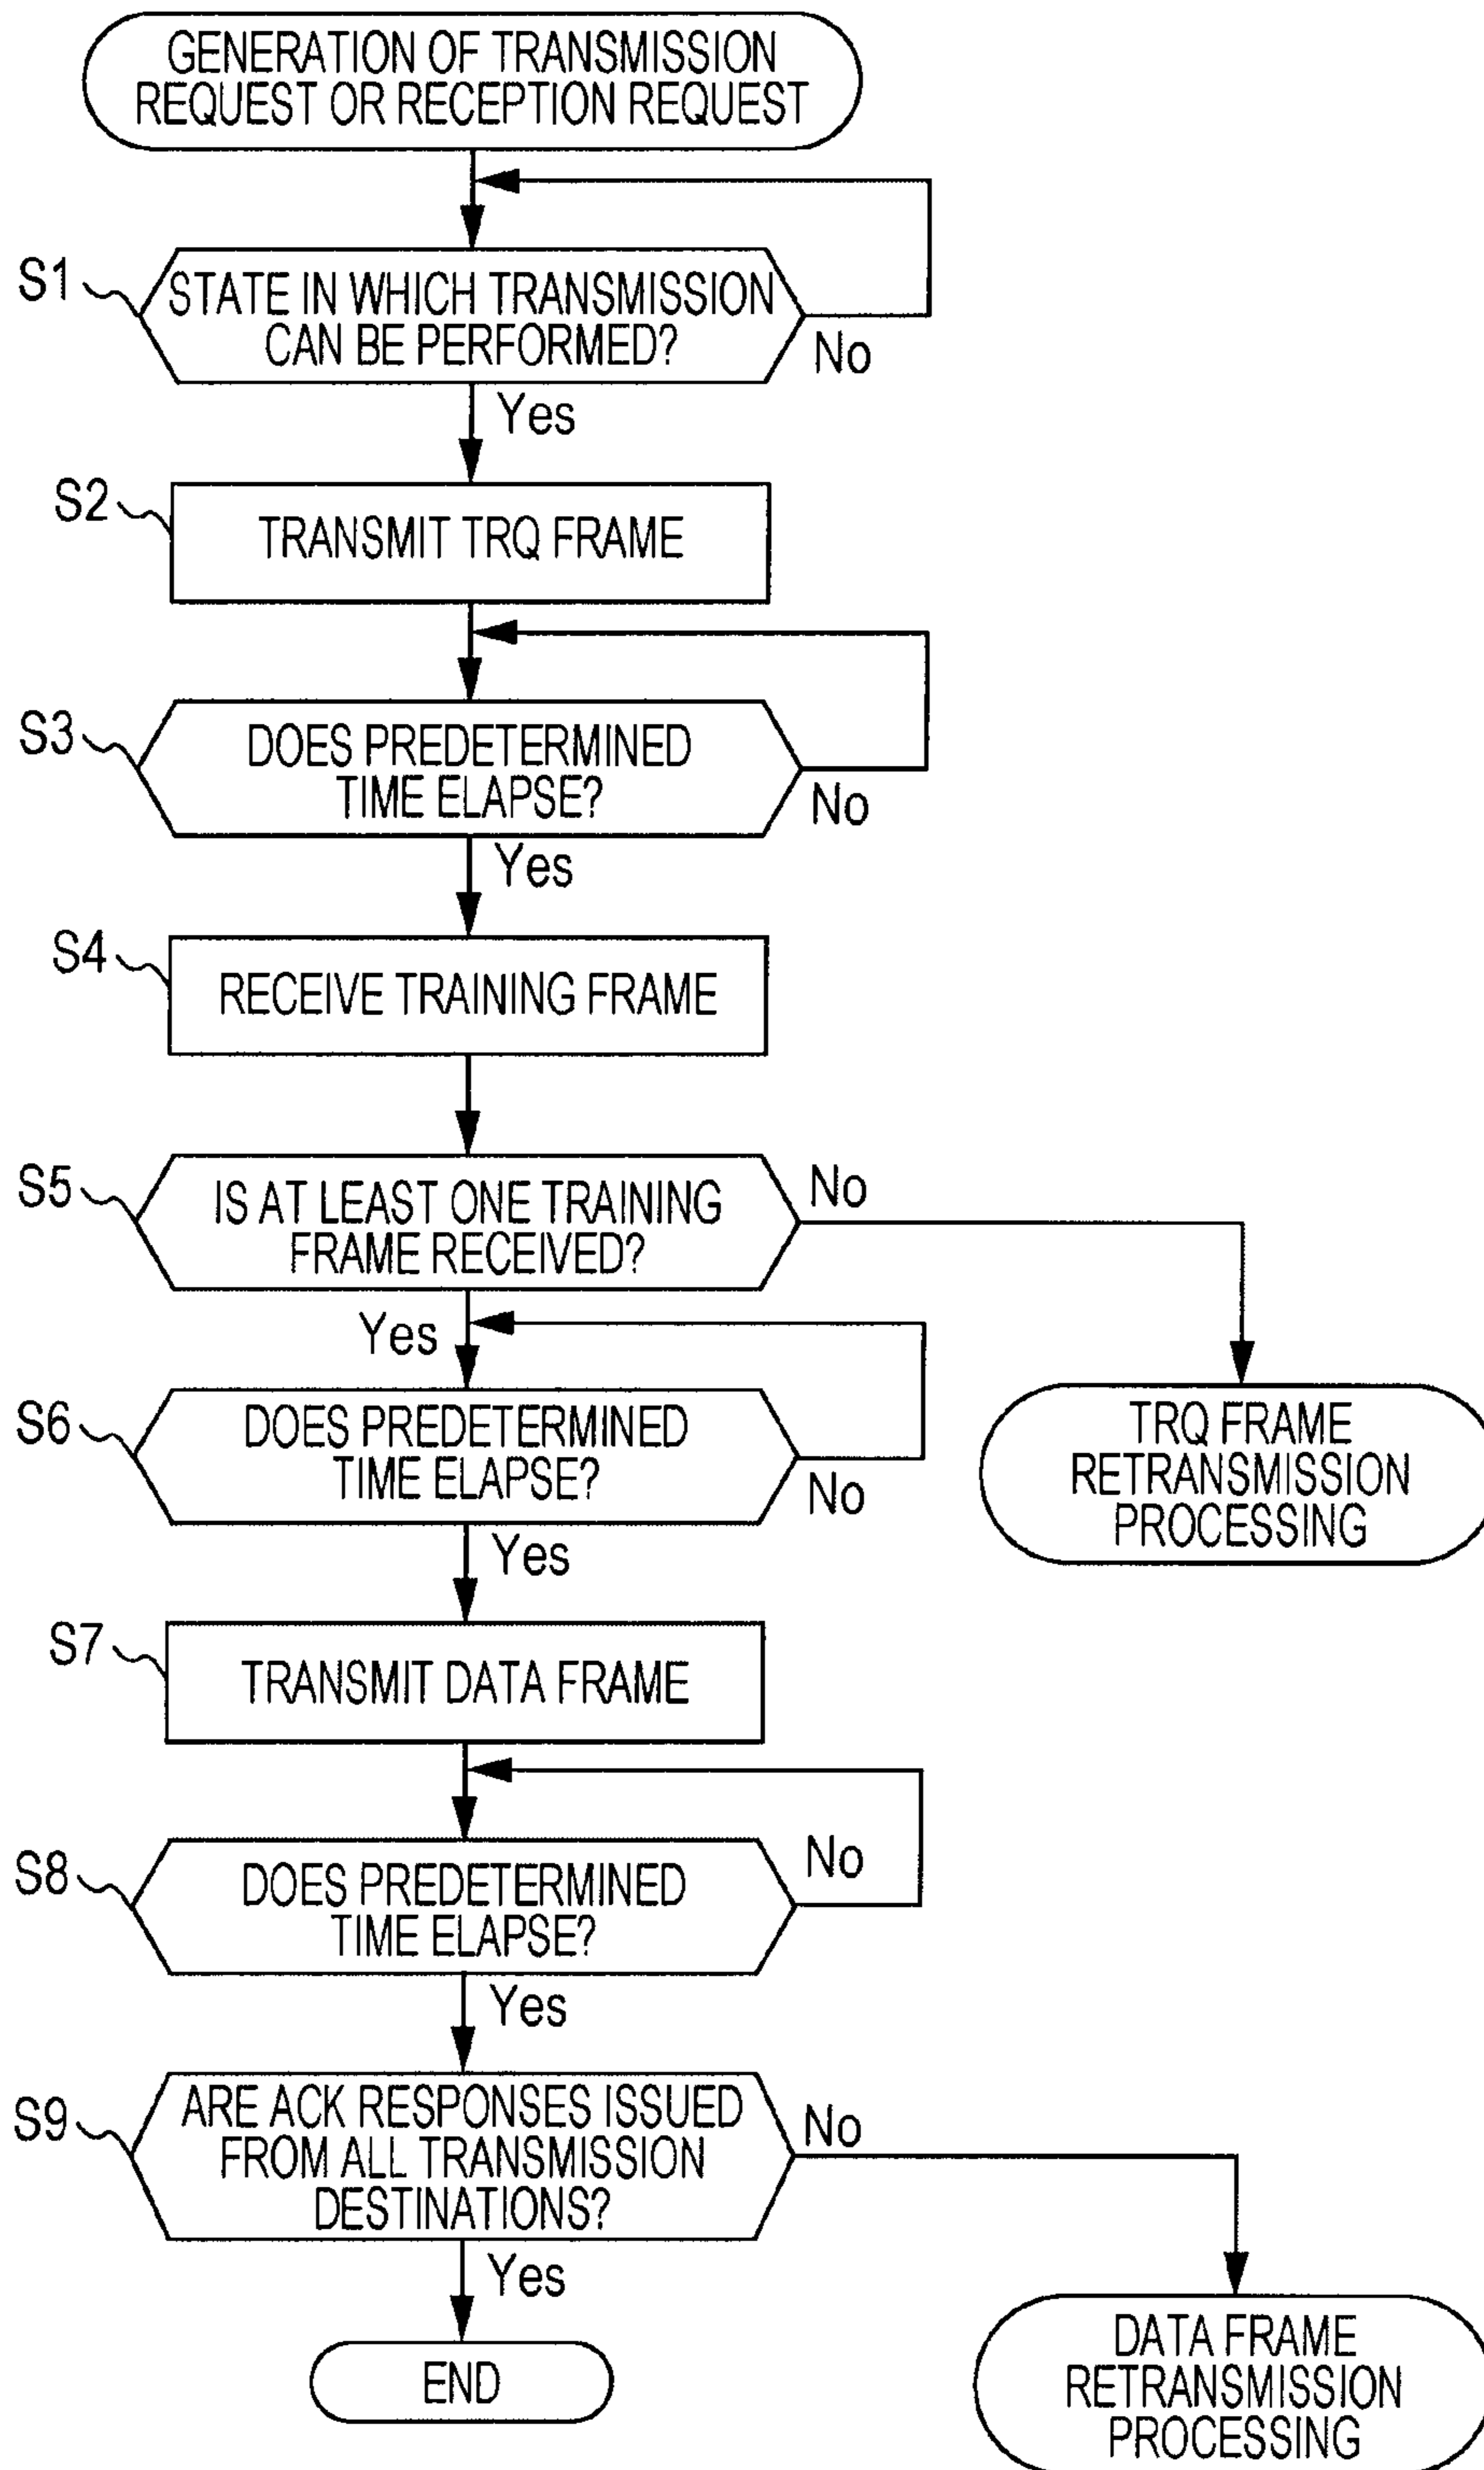 GENERATION OF TRANSMISSION
REQUEST OR RECEPTION REQUEST
S1
STATE IN WHICH TRANSMISSION
CAN BE PERFORMED?
No
Yes
S2
TRANSMIT TRQ FRAME
S3
DOES PREDETERMINED
TIME ELAPSE?
No
Yes
S4
RECEIVE TRAINING FRAME
S5
IS AT LEAST ONE TRAINING
FRAME RECEIVED?
No
Yes
TRQ FRAME
RETRANSMISSION
PROCESSING
S6
DOES PREDETERMINED
TIME ELAPSE?
No
Yes
S7
TRANSMIT DATA FRAME
S8
DOES PREDETERMINED
TIME ELAPSE?
No
Yes
S9
ARE ACK RESPONSES ISSUED
FROM ALL TRANSMISSION
DESTINATIONS?
No
Yes
END
DATA FRAME
RETRANSMISSION
PROCESSING